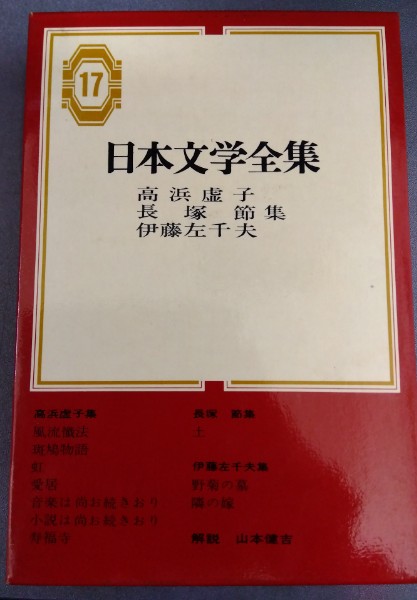 17
日本文学全集
高浜虚子
長塚 節集
伊藤左千夫
高浜虚子集
風流懺法
斑鳩物語
虹
愛居
音楽は尚お続きおり
小説は尚お続きおり
寿福寺
長塚 節集
土
伊藤左千夫集
野菊の墓
隣の嫁
解説 山本健吉